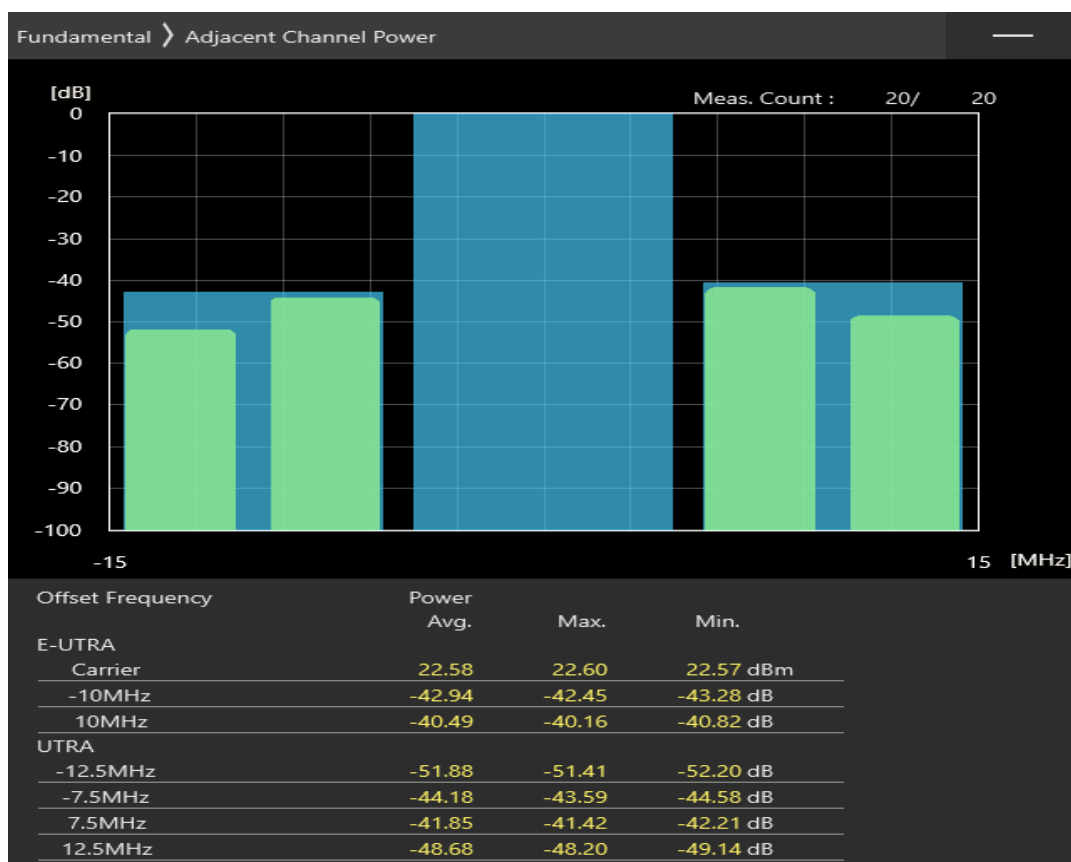 Fundamental ❯ Adjacent Channel Power
[dB]
Meas. Count : 20/ 20
0
-10
-20
-30
-40
-50
-60
-70
-80
-90
-100
-15 15 [MHz]
Offset Frequency Power
Avg. Max. Min.
E-UTRA
Carrier 22.58 22.60 22.57 dBm
-10MHz -42.94 -42.45 -43.28 dB
10MHz -40.49 -40.16 -40.82 dB
UTRA
-12.5MHz -51.88 -51.41 -52.20 dB
-7.5MHz -44.18 -43.59 -44.58 dB
7.5MHz -41.85 -41.42 -42.21 dB
12.5MHz -48.68 -48.20 -49.14 dB